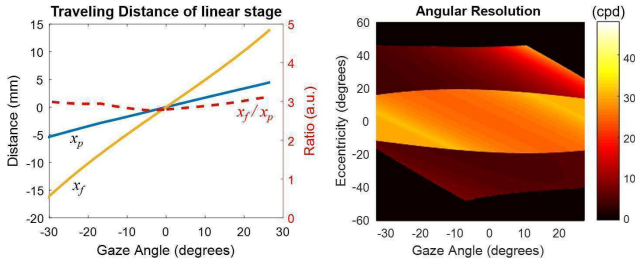 Traveling Distance of linear stage
15
10
5
0
-5
-10
-15
-20
Distance (mm)
-30 -20 -10 0 10 20 30
Gaze Angle (degrees)
5
4
3
2
1
0
Ratio (a.u.)
x_f/x_p
x_p
x_f
Angular Resolution
(cpd)
60
40
20
0
-20
-40
-60
Eccentricity (degrees)
-30 -20 -10 0 10 20
Gaze Angle (degrees)
40
30
20
10
0